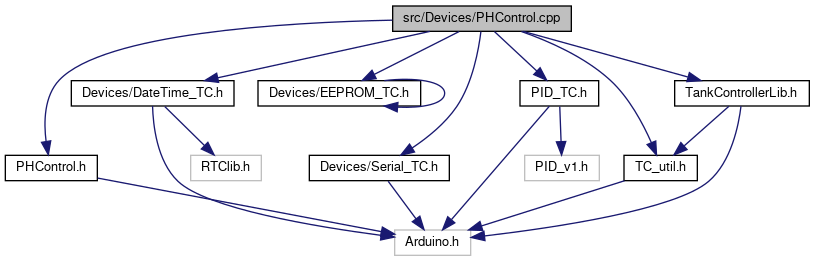 src/Devices/PHControl.cpp
Devices/DateTime_TC.h
Devices/EEPROM_TC.h
PID_TC.h
TankControllerLib.h
PHControl.h
RTClib.h
Devices/Serial_TC.h
PID_v1.h
TC_util.h
Arduino.h